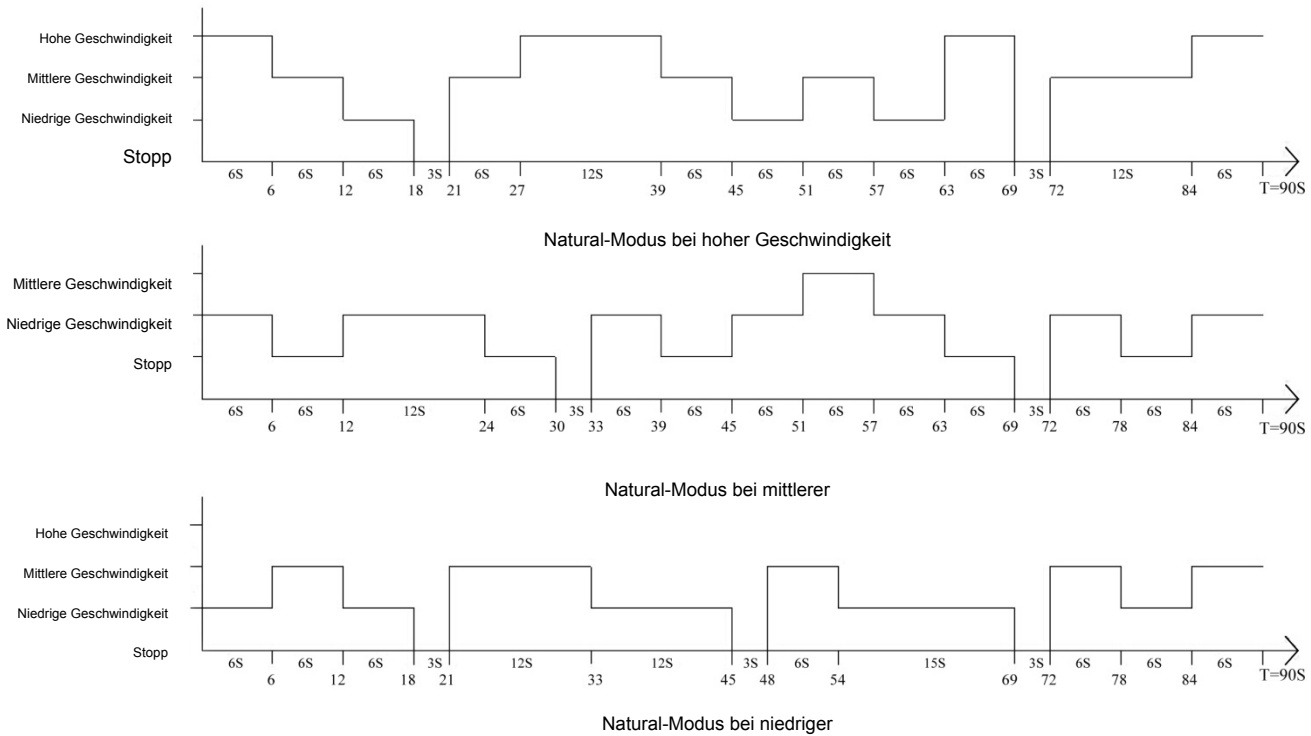 Hohe Geschwindigkeit
Mittlere Geschwindigkeit
Niedrige Geschwindigkeit
Stopp
6S 6S 6S 3S 6S 12S 6S 6S 6S 6S 6S 3S 12S 6S
6 12 18 21 27 39 45 51 57 63 69 72 84 T=90S
Natural-Modus bei hoher Geschwindigkeit
Mittlere Geschwindigkeit
Niedrige Geschwindigkeit
Stopp
6S 6S 12S 6S 3S 6S 6S 6S 6S 6S 6S 3S 6S 6S 6S
6 12 24 30 33 39 45 51 57 63 69 72 78 84 T=90S
Natural-Modus bei mittlerer
Hohe Geschwindigkeit
Mittlere Geschwindigkeit
Niedrige Geschwindigkeit
Stopp
6S 6S 6S 3S 12S 12S 3S 6S 15S 3S 6S 6S 6S
6 12 18 21 33 45 48 54 69 72 78 84 T=90S
Natural-Modus bei niedriger